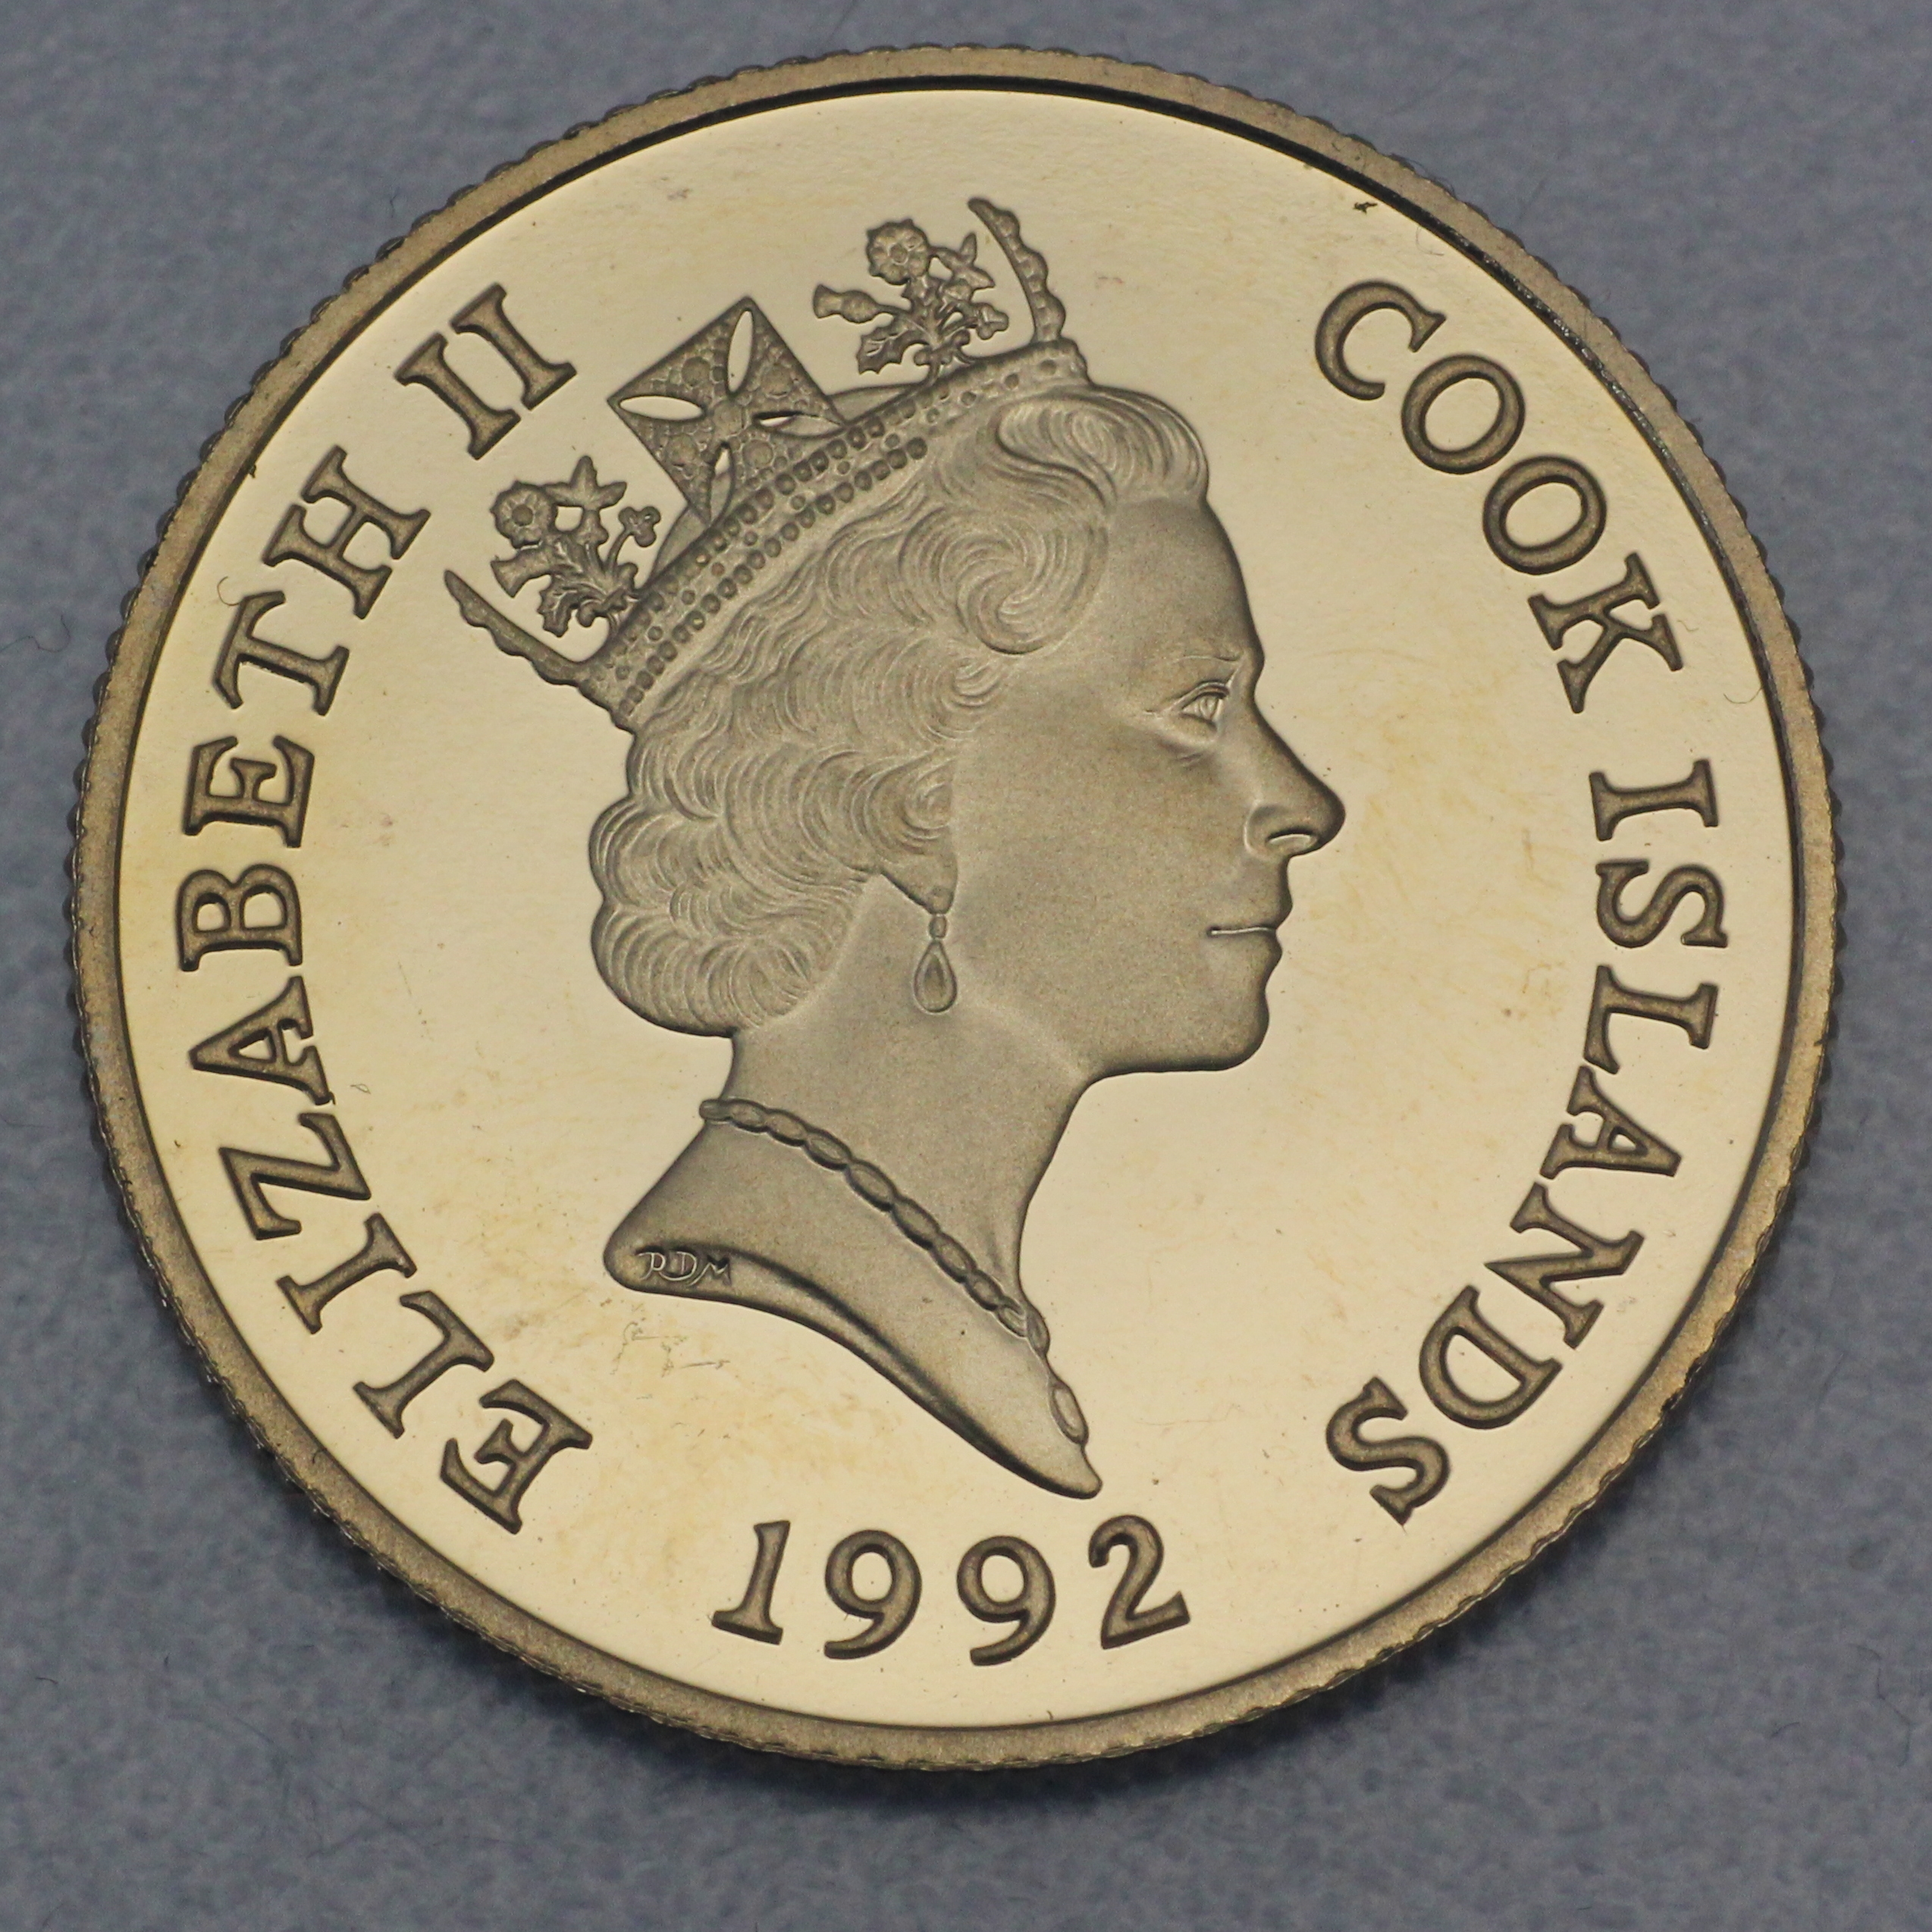 ELIZABETH II
COOK ISLANDS
RDM
1992